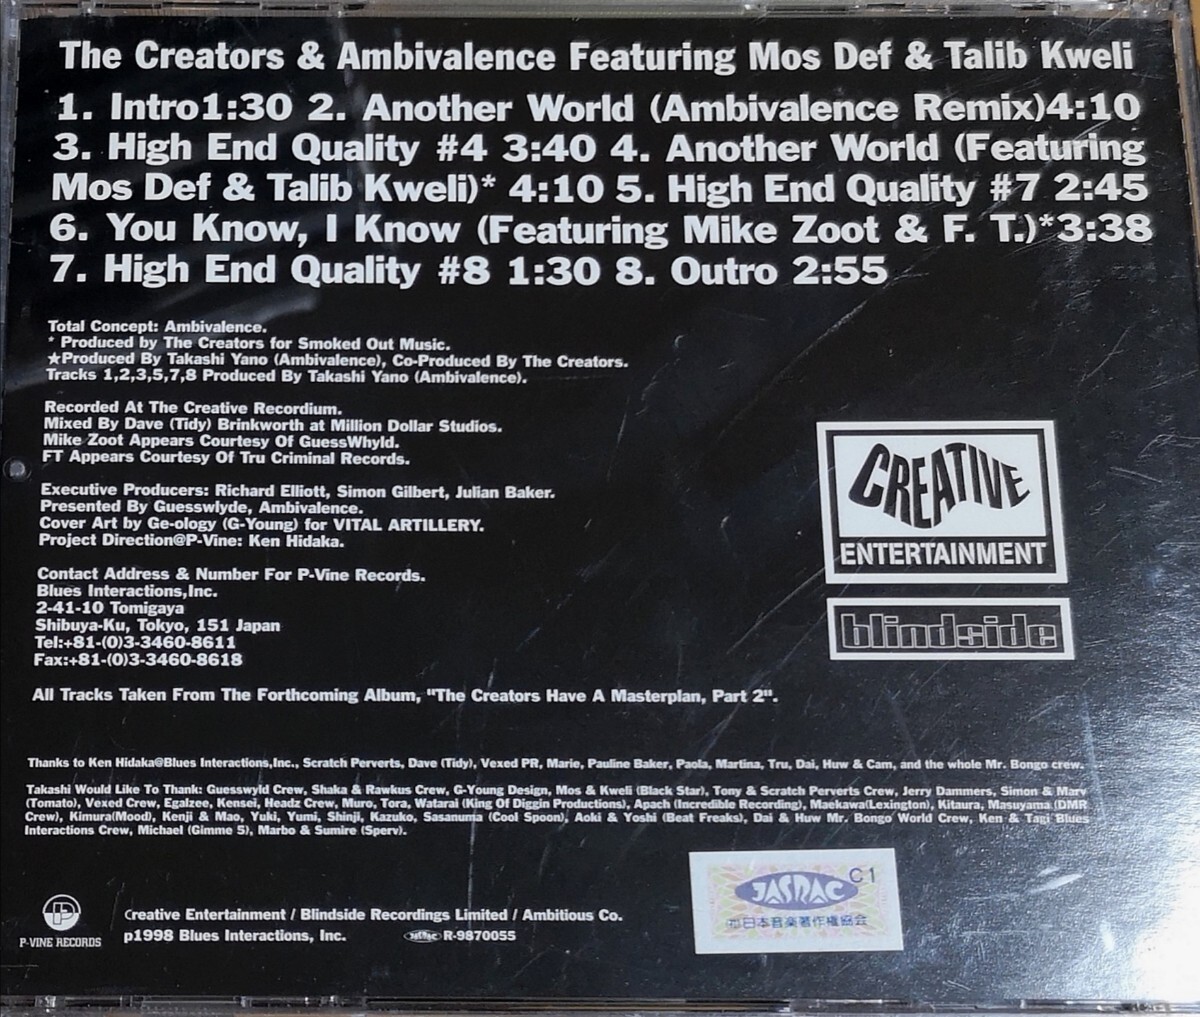 The Creators & Ambivalence Featuring Mos Def & Talib Kweli
1. Intro1:30 2. Another World (Ambivalence Remix)4:10
3. High End Quality #4 3:40 4. Another World (Featuring
Mos Def & Talib Kweli)* 4:10 5. High End Quality #7 2:45
6. You Know, I Know (Featuring Mike Zoot & F. T.)*3:38
7. High End Quality #8 1:30 8. Outro 2:55
Total Concept: Ambivalence.
* Produced by The Creators for Smoked Out Music.
★Produced By Takashi Yano (Ambivalence), Co-Produced By The Creators.
Tracks 1,2,3,5,7,8 Produced By Takashi Yano (Ambivalence).
Recorded At The Creative Recordium.
Mixed By Dave (Tidy) Brinkworth at Million Dollar Studios.
Mike Zoot Appears Courtesy Of GuessWhyld.
FT Appears Courtesy Of Tru Criminal Records.
Executive Producers: Richard Elliott, Simon Gilbert, Julian Baker.
Presented By Guesswlyde, Ambivalence.
Cover Art by Ge-ology (G-Young) for VITAL ARTILLERY.
Project Direction@P-Vine: Ken Hidaka.
Contact Address & Number For P-Vine Records.
Blues Interactions,Inc.
2-41-10 Tomigaya
Shibuya-Ku, Tokyo, 151 Japan
Tel:+81-(0)3-3460-8611
Fax:+81-(0)3-3460-8618
CREATIVE
ENTERTAINMENT
blindside
All Tracks Taken From The Forthcoming Album, "The Creators Have A Masterplan, Part 2".
Thanks to Ken Hidaka@Blues Interactions,Inc., Scratch Perverts, Dave (Tidy), Vexed PR, Marie, Pauline Baker, Paola, Martina, Tru, Dai, Huw & Cam, and the whole Mr. Bongo crew.
Takashi Would Like To Thank: Guesswyld Crew, Shaka & Rawkus Crew, G-Young Design, Mos & Kweli (Black Star), Tony & Scratch Perverts Crew, Jerry Dammers, Simon & Marv
(Tomato), Vexed Crew, Egalzee, Kensei, Headz Crew, Muro, Tora, Watarai (King Of Diggin Productions), Apach (Incredible Recording), Maekawa(Lexington), Kitaura, Masuyama (DMR
Crew), Kimura(Mood), Kenji & Mao, Yuki, Yumi, Shinji, Kazuko, Sasanuma (Cool Spoon), Aoki & Yoshi (Beat Freaks), Dai & Huw Mr. Bongo World Crew, Ken & Tagi Blues
Interactions Crew, Michael (Gimme 5), Marbo & Sumire (Sperv).
P-VINE RECORDS
Creative Entertainment / Blindside Recordings Limited / Ambitious Co.
p1998 Blues Interactions, Inc.
JASRAC R-9870055
JASRAC C1
(社)日本音楽著作権協会